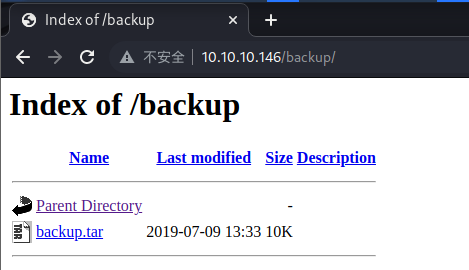 Index of /backup
不安全 10.10.10.146/backup/
Index of /backup
Name Last modified Size Description
Parent Directory -
TAR backup.tar 2019-07-09 13:33 10K